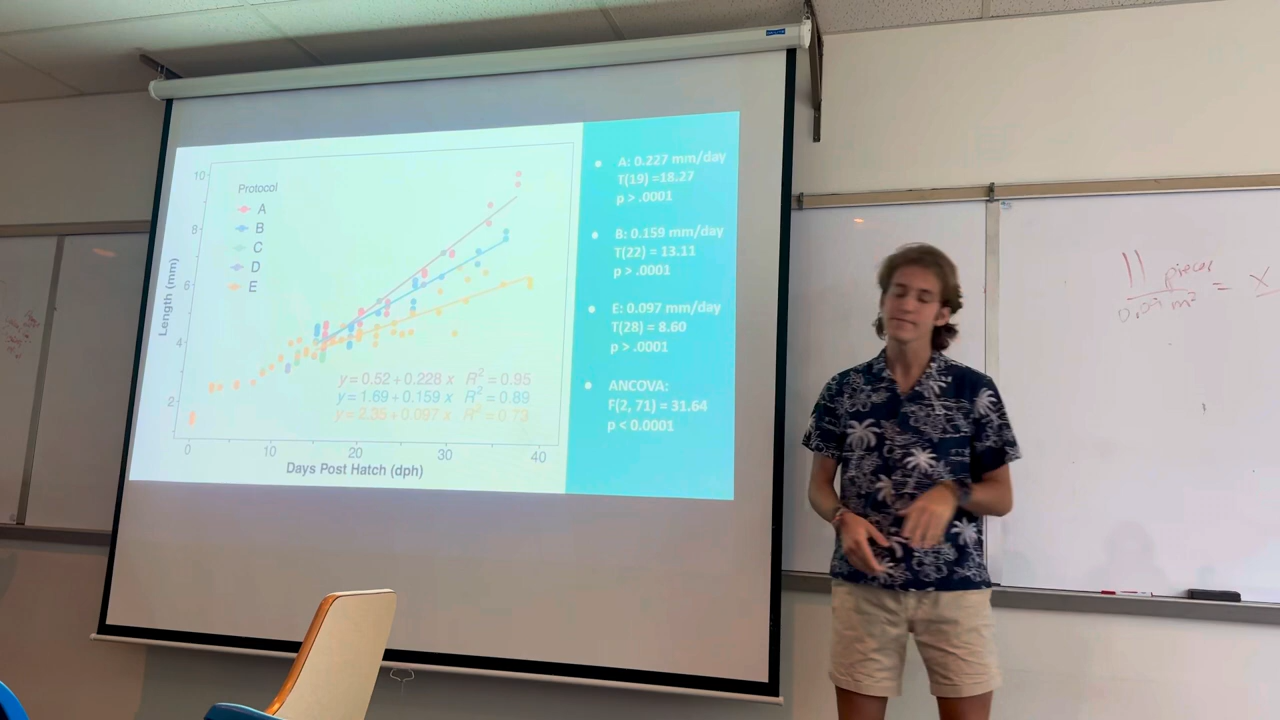 Protocol
A
B
C
D
E
10
8
6
4
2
Length (mm)
y = 0.52 + 0.228 x R² = 0.95
y = 1.69 + 0.159 x R² = 0.89
y = 2.35 + 0.097 x R² = 0.73
0 10 20 30 40
Days Post Hatch (dph)
• A: 0.227 mm/day
T(19) =18.27
p > .0001
• B: 0.159 mm/day
T(22) = 13.11
p > .0001
• E: 0.097 mm/day
T(28) = 8.60
p > .0001
• ANCOVA:
F(2, 71) = 31.64
p < 0.0001
11 pieces
0.09 m² = x